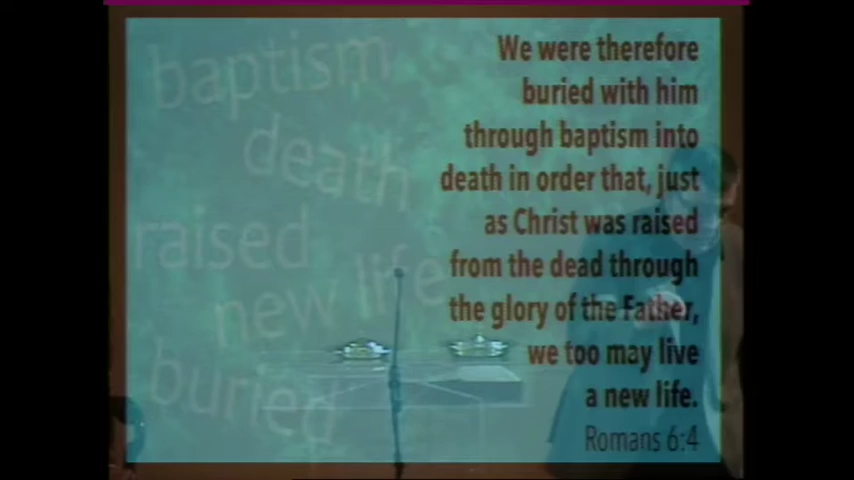 baptism
death
raised
new life
buried
We were therefore
buried with him
through baptism into
death in order that, just
as Christ was raised
from the dead through
the glory of the Father,
we too may live
a new life.
Romans 6:4